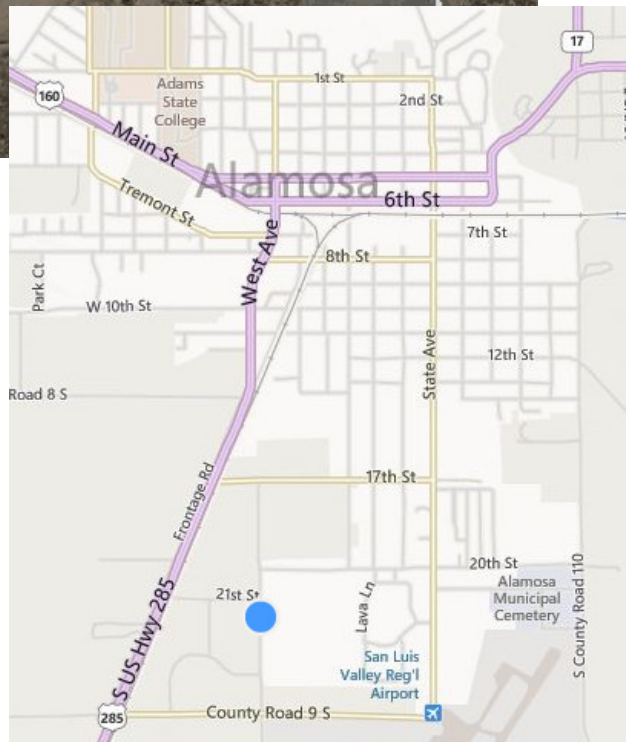 17
1st St
Adams
State
College
160
2nd St
Main St
Alamosa
6th St
Tremont St
7th St
West Ave
8th St
Park Ct
W 10th St
12th St
State Ave
Road 8 S
17th St
Frontage Rd
20th St
21st St
Alamosa
Municipal
Cemetery
S County Road 110
Lava Ln
S US Hwy 285
San Luis
Valley Reg'l
Airport
285
County Road 9 S